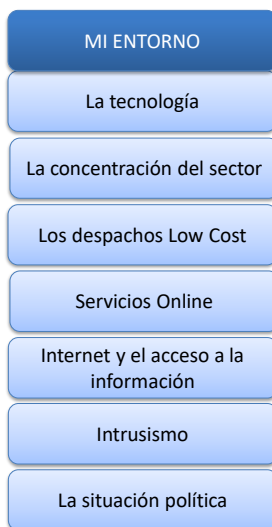 MI ENTORNO
La tecnología
La concentración del sector
Los despachos Low Cost
Servicios Online
Internet y el acceso a la
información
Intrusismo
La situación política